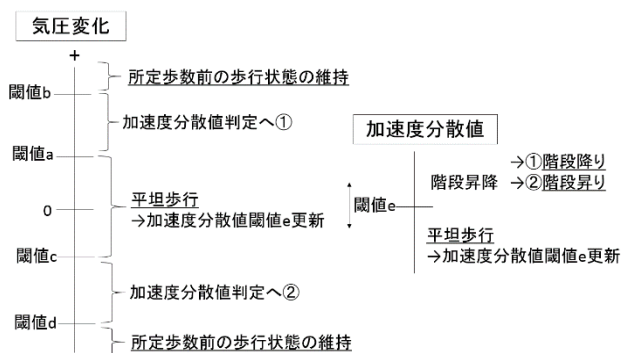 気圧変化
+
所定歩数前の歩行状態の維持
閾値b
加速度分散値判定へ①
閾値a
平坦歩行
0
→加速度分散値閾値e更新
閾値c
加速度分散値判定へ②
閾値d
所定歩数前の歩行状態の維持
加速度分散値
→①階段降り
階段昇降
→②階段昇り
閾値e
平坦歩行
→加速度分散値閾値e更新